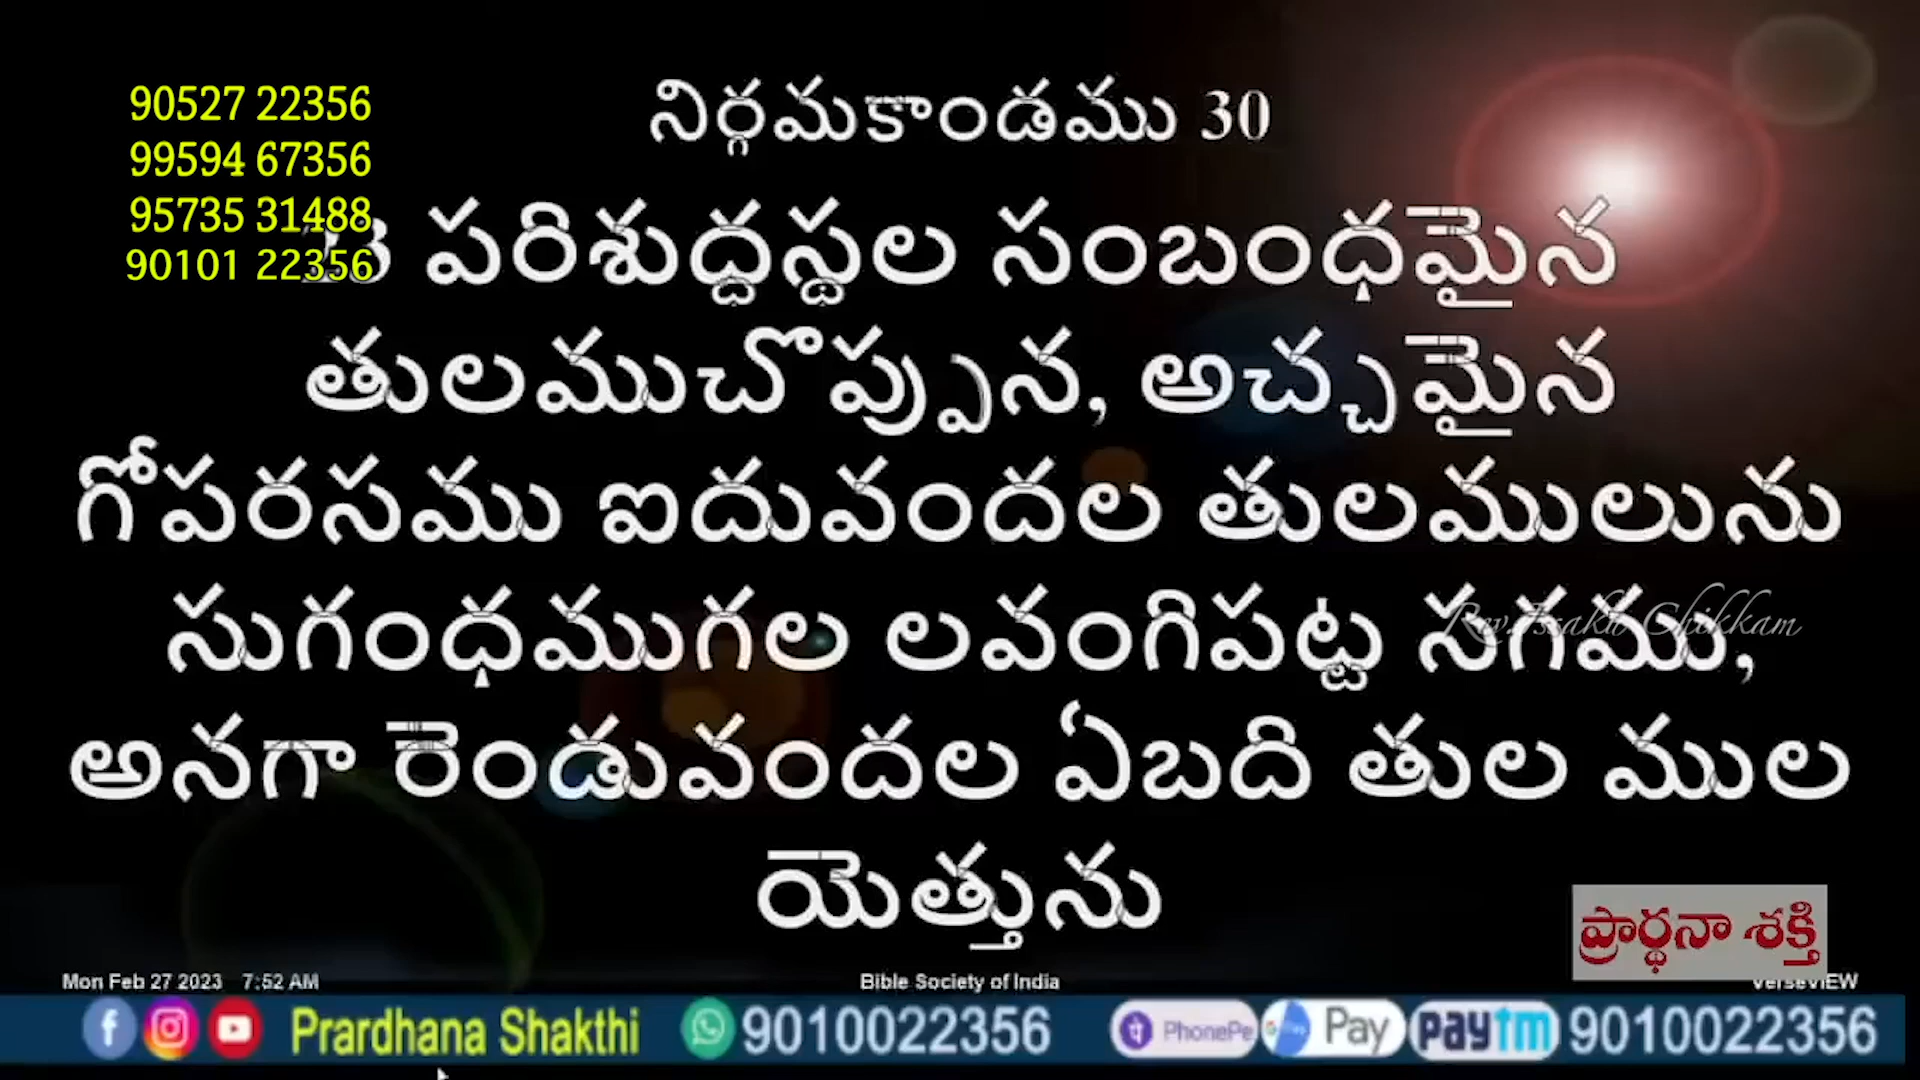 90527 22356
99594 67356
95735 31488
90101 22356
నిర్గమకాండము 30
23 పరిశుద్ధస్థల సంబంధమైన
తులముచొప్పున, అచ్చమైన
గోపరసము ఐదువందల తులములును
సుగంధముగల లవంగిపట్ట సగము,
Rev.Issakh Chikkam
అనగా రెండువందల ఏబది తుల ముల
యెత్తును
ప్రార్థనా శక్తి
Mon Feb 27 2023 7:52 AM
Bible Society of India
VerseVIEW
Prardhana Shakthi 9010022356 PhonePe Pay paytm 9010022356